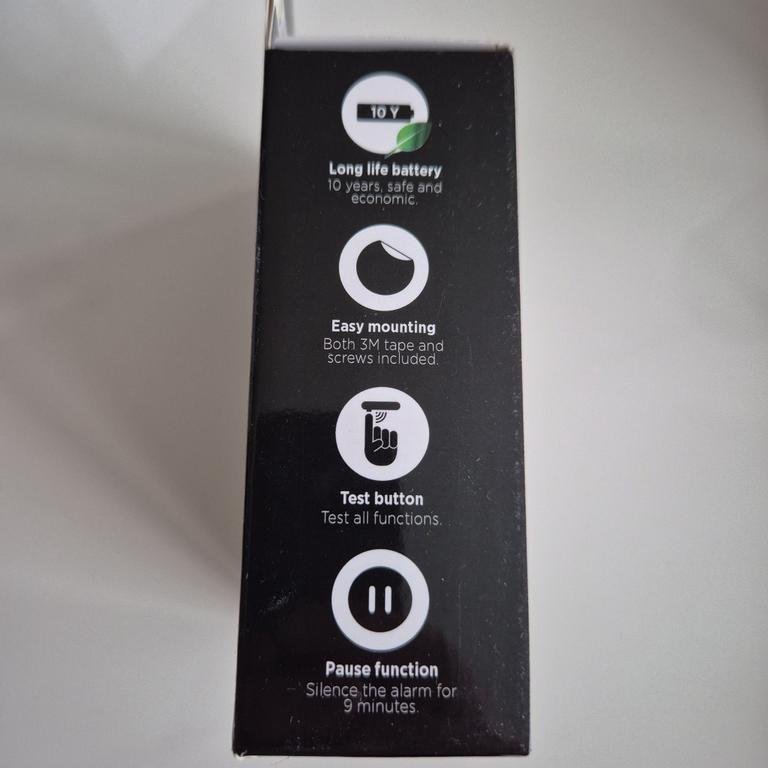 10 Y
Long life battery
10 years, safe and
economic.
Easy mounting
Both 3M tape and
screws included.
Test button
Test all functions.
Pause function
Silence the alarm for
9 minutes.